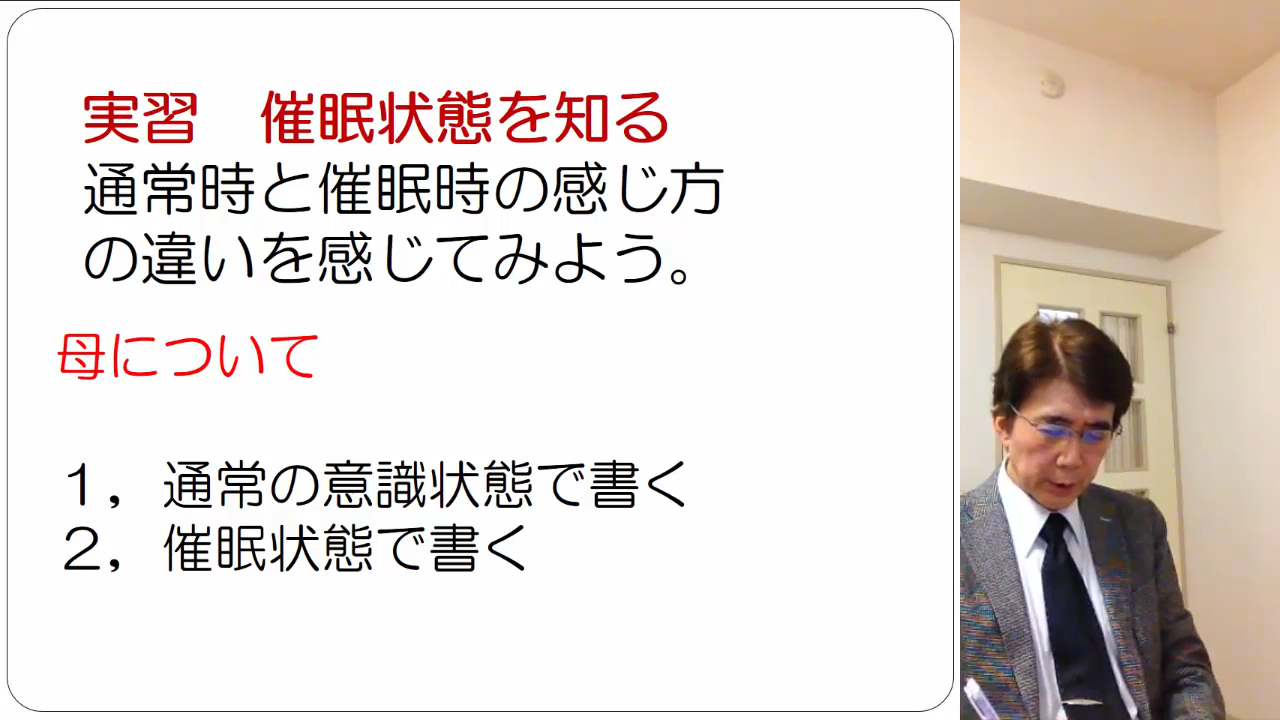 実習　催眠状態を知る
通常時と催眠時の感じ方
の違いを感じてみよう。
母について
１，通常の意識状態で書く
２，催眠状態で書く